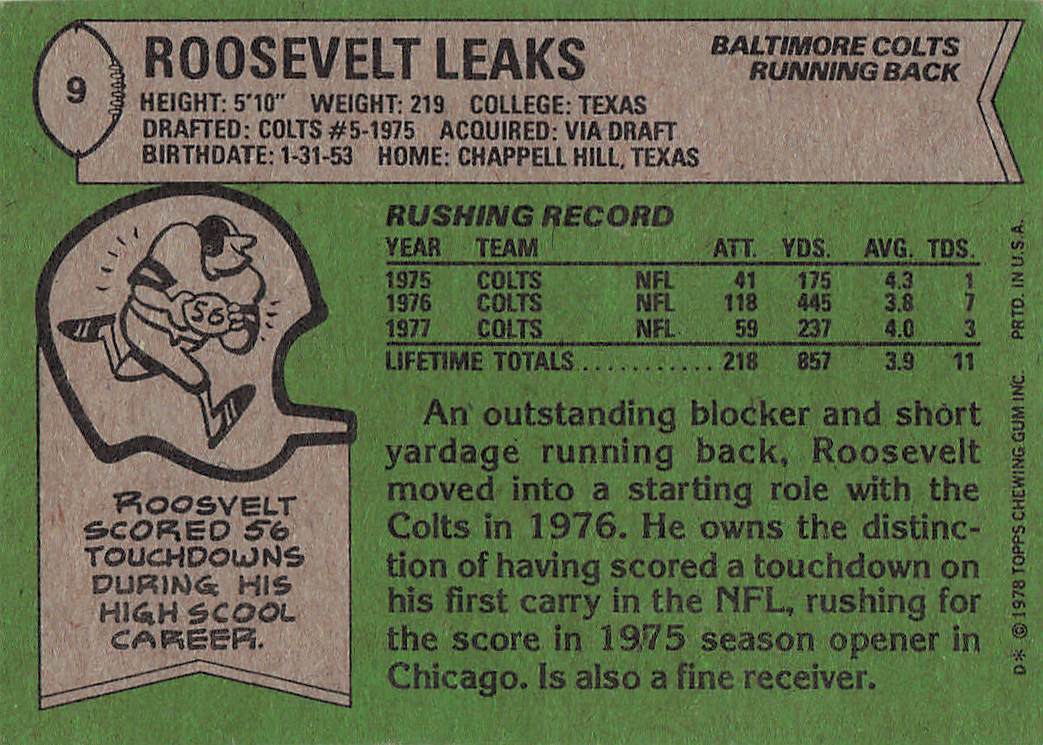 9
ROOSEVELT LEAKS
BALTIMORE COLTS
RUNNING BACK
HEIGHT: 5'10" WEIGHT: 219 COLLEGE: TEXAS
DRAFTED: COLTS #5-1975 ACQUIRED: VIA DRAFT
BIRTHDATE: 1-31-53 HOME: CHAPPELL HILL, TEXAS
RUSHING RECORD
YEAR TEAM ATT. YDS. AVG. TDS.
1975 COLTS NFL 41 175 4.3 1
1976 COLTS NFL 118 445 3.8 7
1977 COLTS NFL 59 237 4.0 3
LIFETIME TOTALS........... 218 857 3.9 11
56
ROOSVELT
SCORED 56
TOUCHDOWNS
DURING HIS
HIGH SCOOL
CAREER.
An outstanding blocker and short
yardage running back, Roosevelt
moved into a starting role with the
Colts in 1976. He owns the distinc-
tion of having scored a touchdown on
his first carry in the NFL, rushing for
the score in 1975 season opener in
Chicago. Is also a fine receiver.
D* © 1978 TOPPS CHEWING GUM INC. PRTD. IN U.S.A.